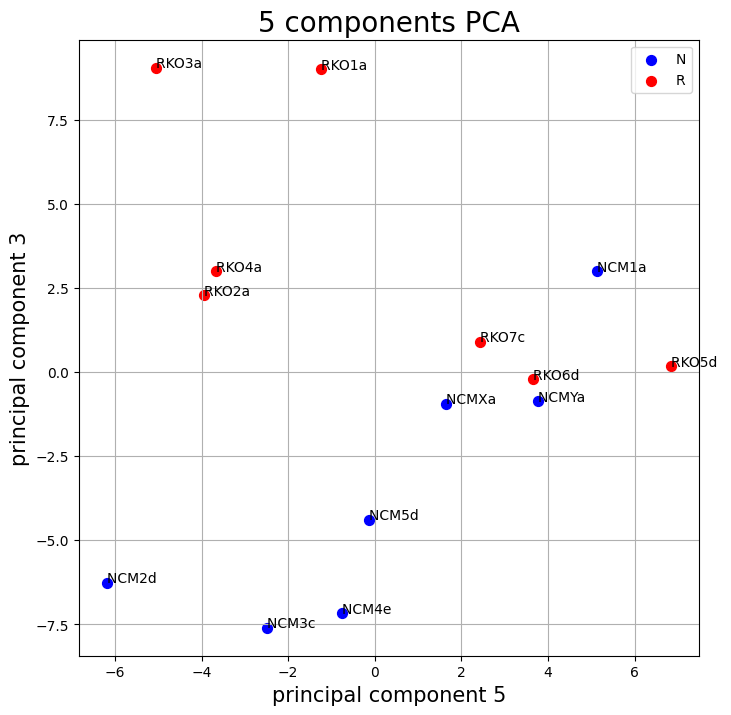 5 components PCA
N
R
RKO3a
RKO1a
7.5
5.0
RKO4a
NCM1a
2.5
RKO2a
RKO7c
RKO5d
0.0
RKO6d
NCMXa
NCMYa
−2.5
NCM5d
−5.0
NCM2d
NCM4e
NCM3c
−7.5
−6
−4
−2
0
2
4
6
principal component 5
principal component 3